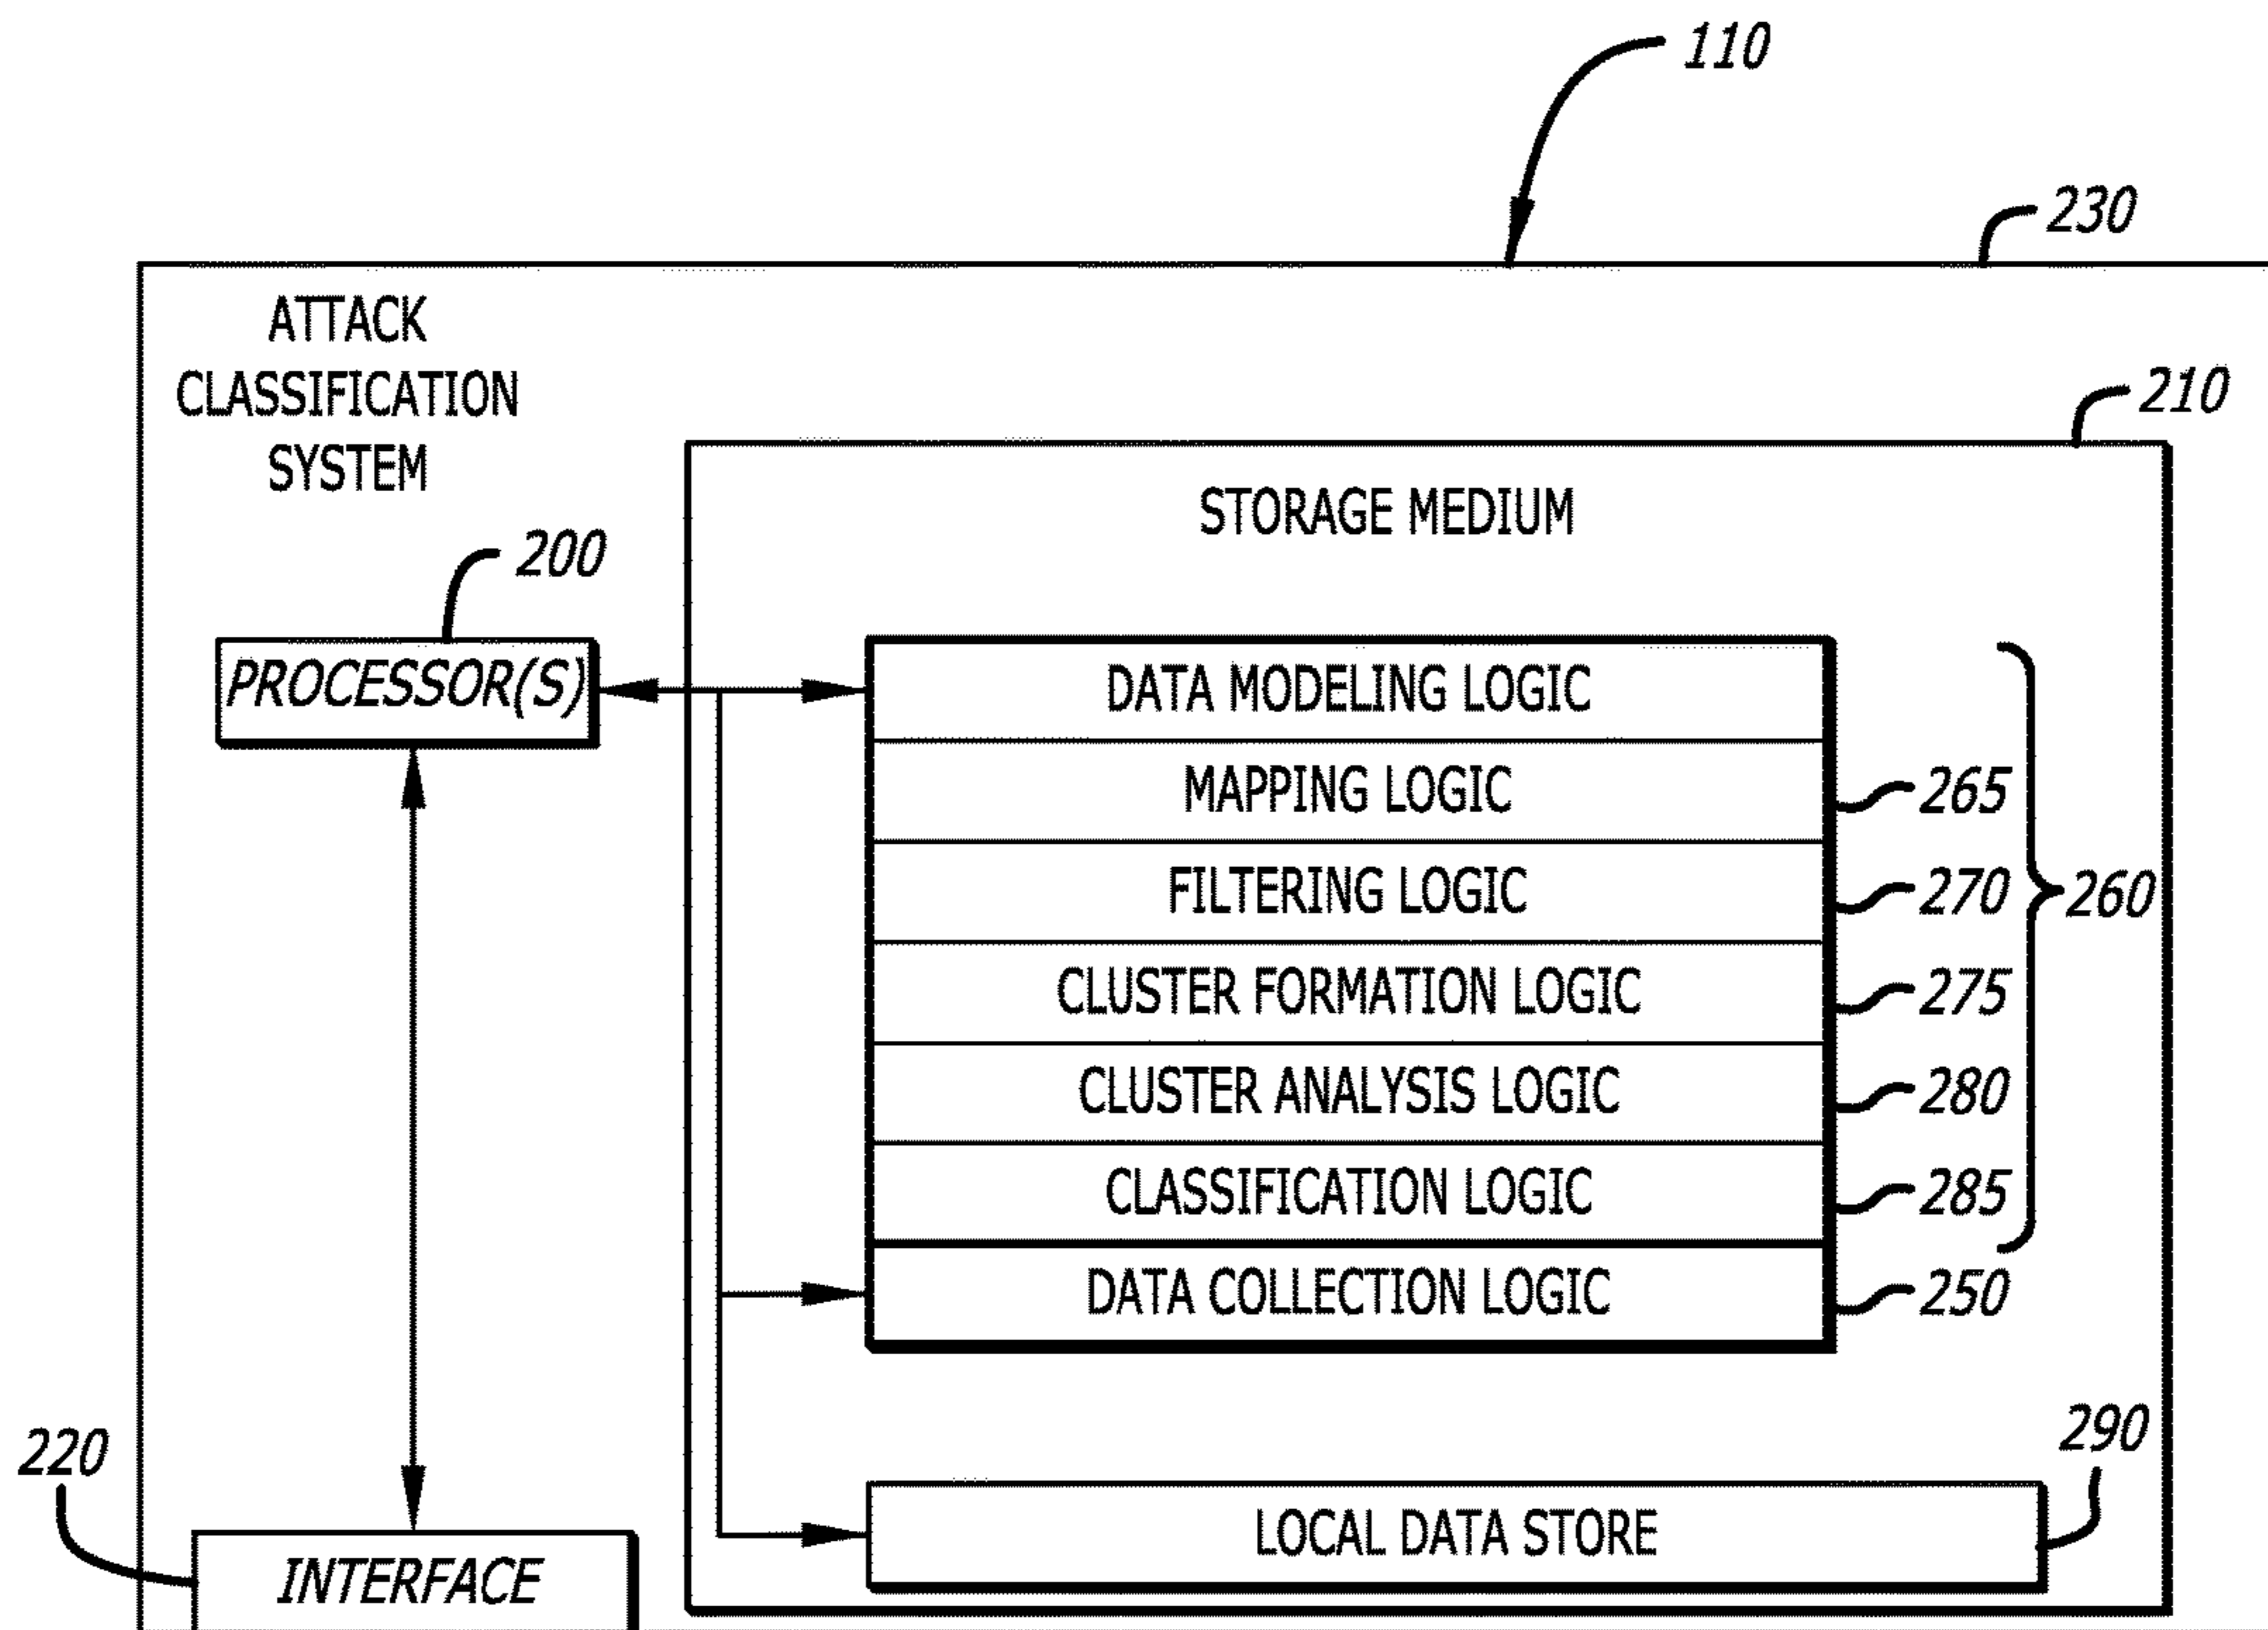 110
230
ATTACK
CLASSIFICATION
SYSTEM
210
STORAGE MEDIUM
200
PROCESSOR(S)
DATA MODELING LOGIC
MAPPING LOGIC
265
FILTERING LOGIC
270
260
CLUSTER FORMATION LOGIC
275
CLUSTER ANALYSIS LOGIC
280
CLASSIFICATION LOGIC
285
DATA COLLECTION LOGIC
250
220
290
LOCAL DATA STORE
INTERFACE